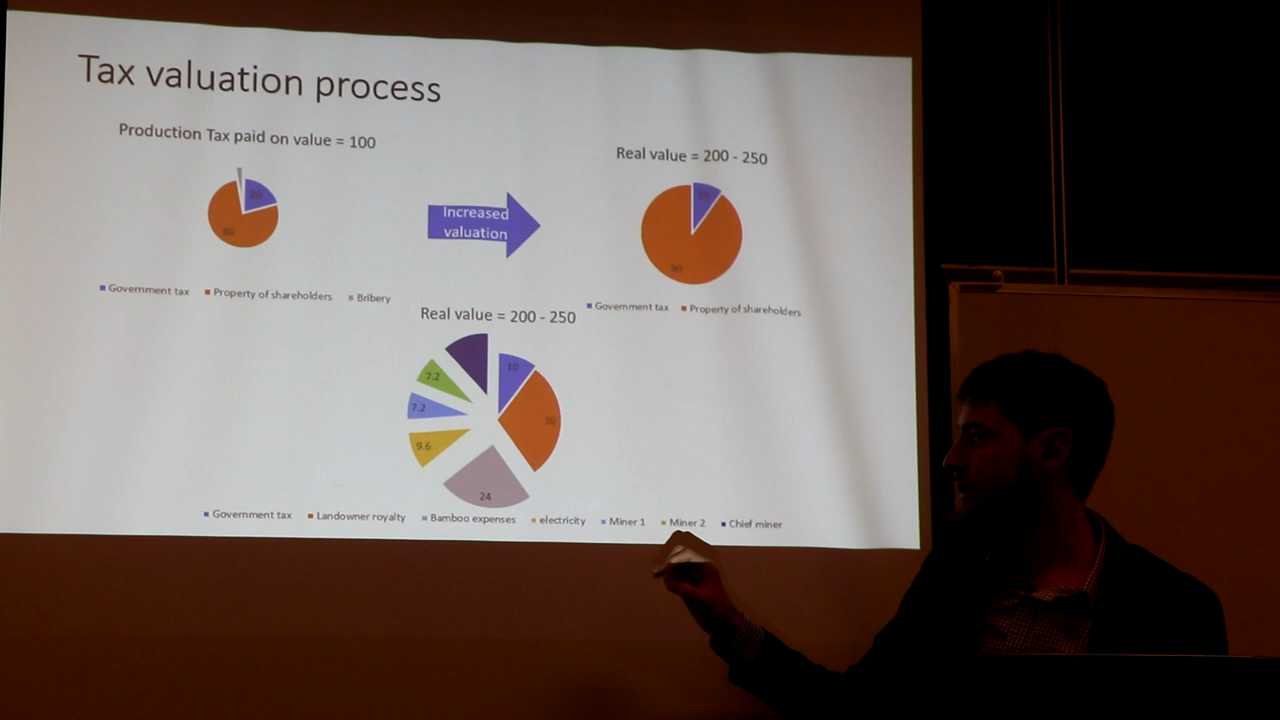 Tax valuation process
Production Tax paid on value = 100
20
80
Government tax Property of shareholders Bribery
Increased
valuation
Real value = 200 - 250
10
90
Government tax Property of shareholders
Real value = 200 - 250
10
30
24
9.6
7.2
7.2
Government tax Landowner royalty Bamboo expenses electricity Miner 1 Miner 2 Chief miner